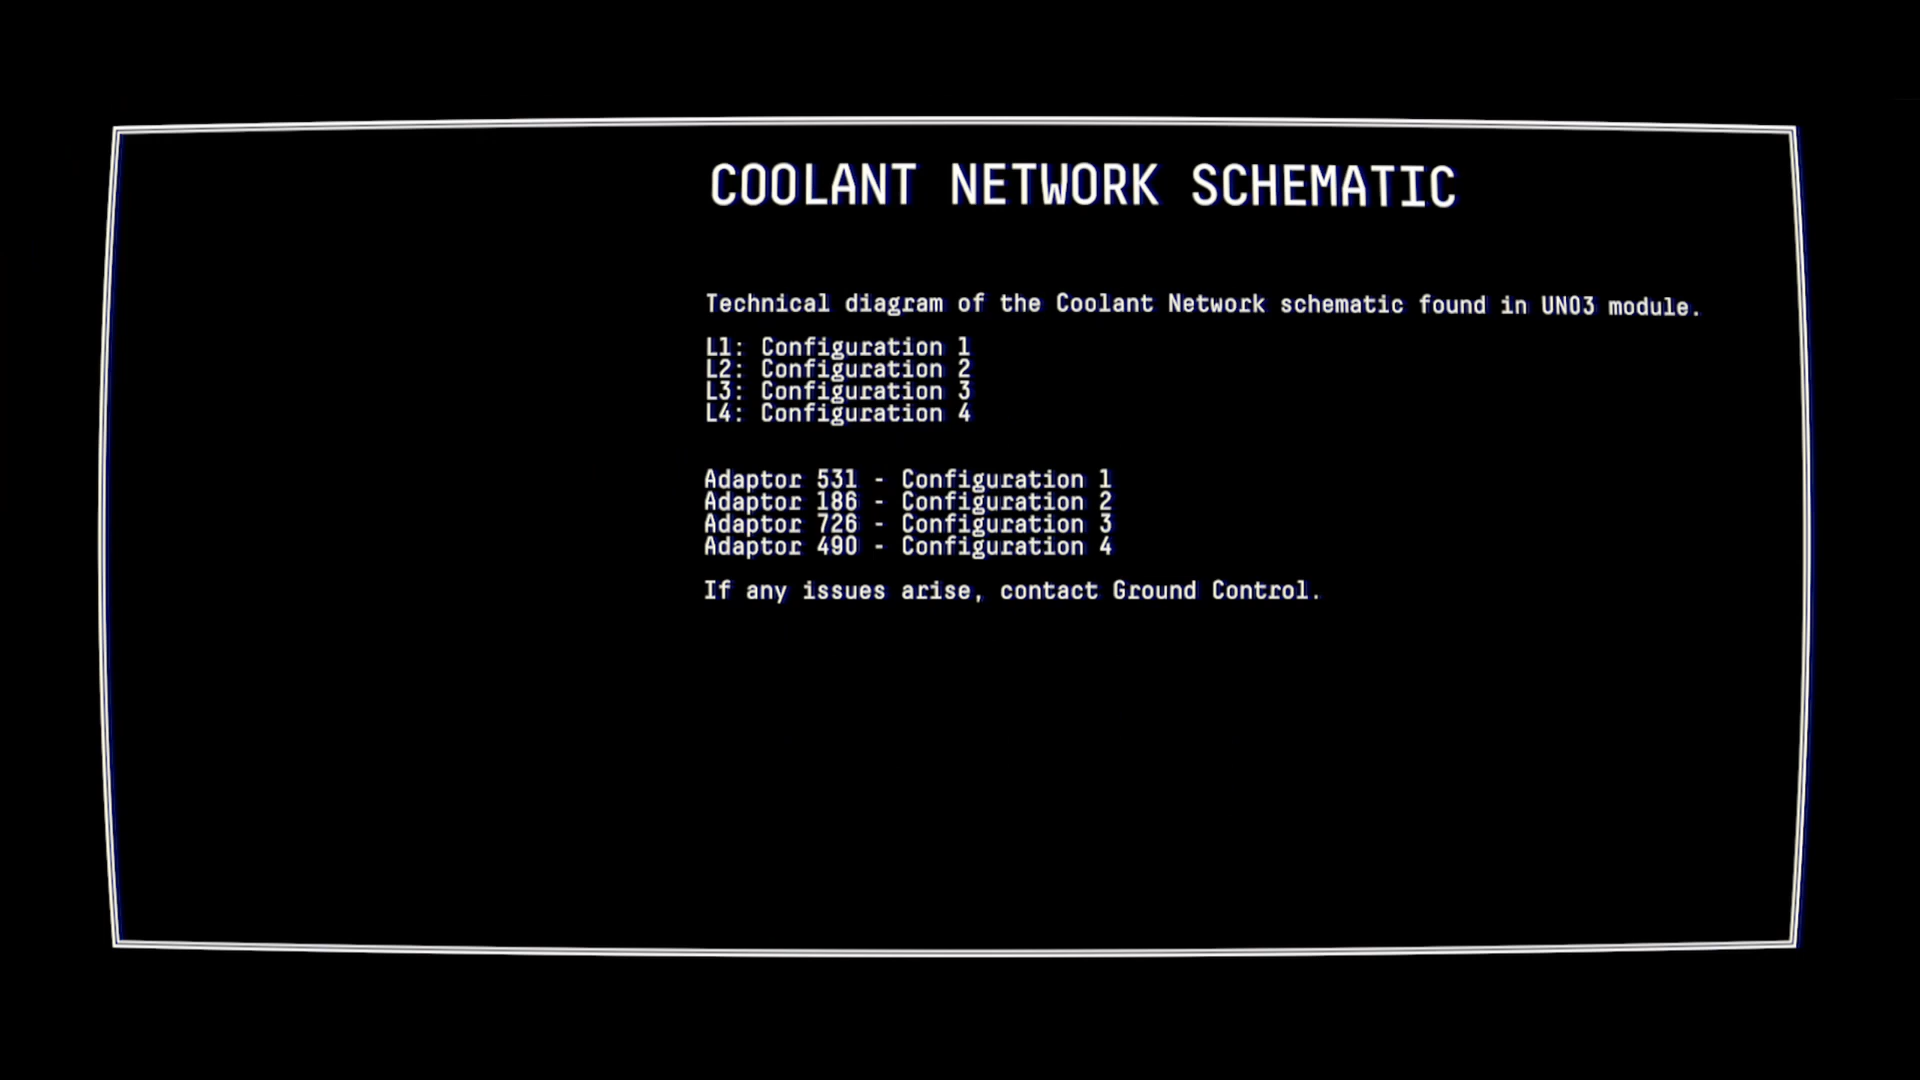 COOLANT NETWORK SCHEMATIC
Technical diagram of the Coolant Network schematic found in UNO3 module.
L1: Configuration 1
L2: Configuration 2
L3: Configuration 3
L4: Configuration 4
Adaptor 531 - Configuration 1
Adaptor 186 - Configuration 2
Adaptor 726 - Configuration 3
Adaptor 490 - Configuration 4
If any issues arise, contact Ground Control.